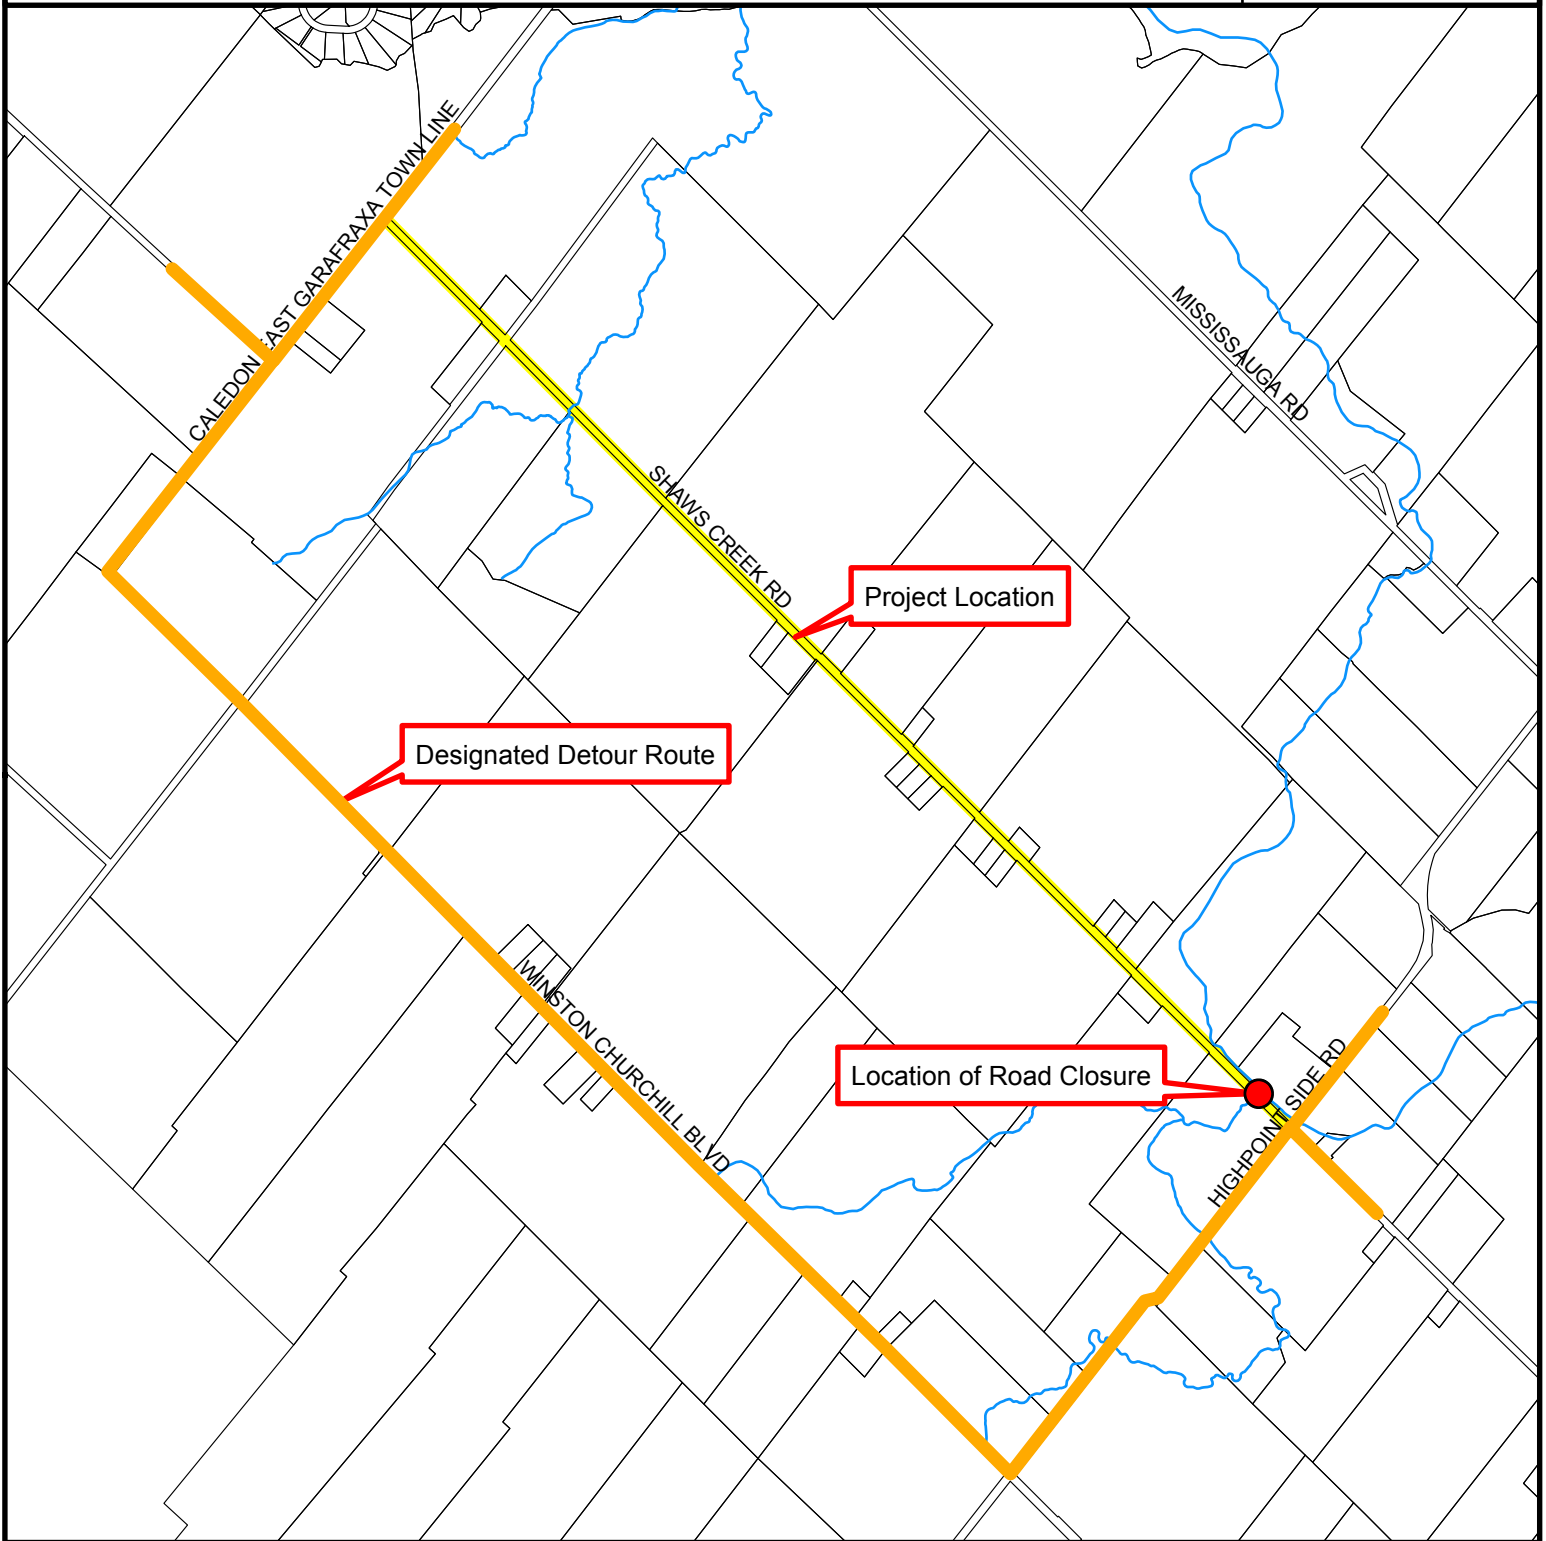 CALEDON EAST GARAFRAXA TOWN LINE
MISSISSAUGA RD
SHAWS CREEK RD
Project Location
Designated Detour Route
WINSTON CHURCHILL BLVD
Location of Road Closure
HIGHPOINT SIDE RD